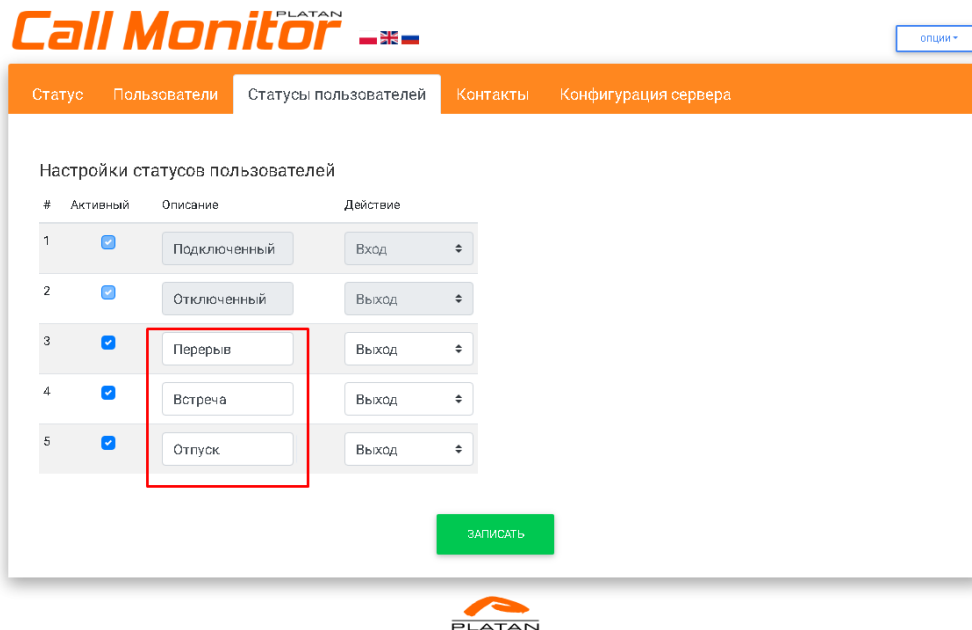 PLATAN
Call Monitor
опции
Статус Пользователи Статусы пользователей Контакты Конфигурация сервера
Настройки статусов пользователей
# Активный Описание Действие
1 Подключенный Вход
2 Отключенный Выход
3 Перерыв Выход
4 Встреча Выход
5 Отпуск Выход
ЗАПИСАТЬ
PLATAN